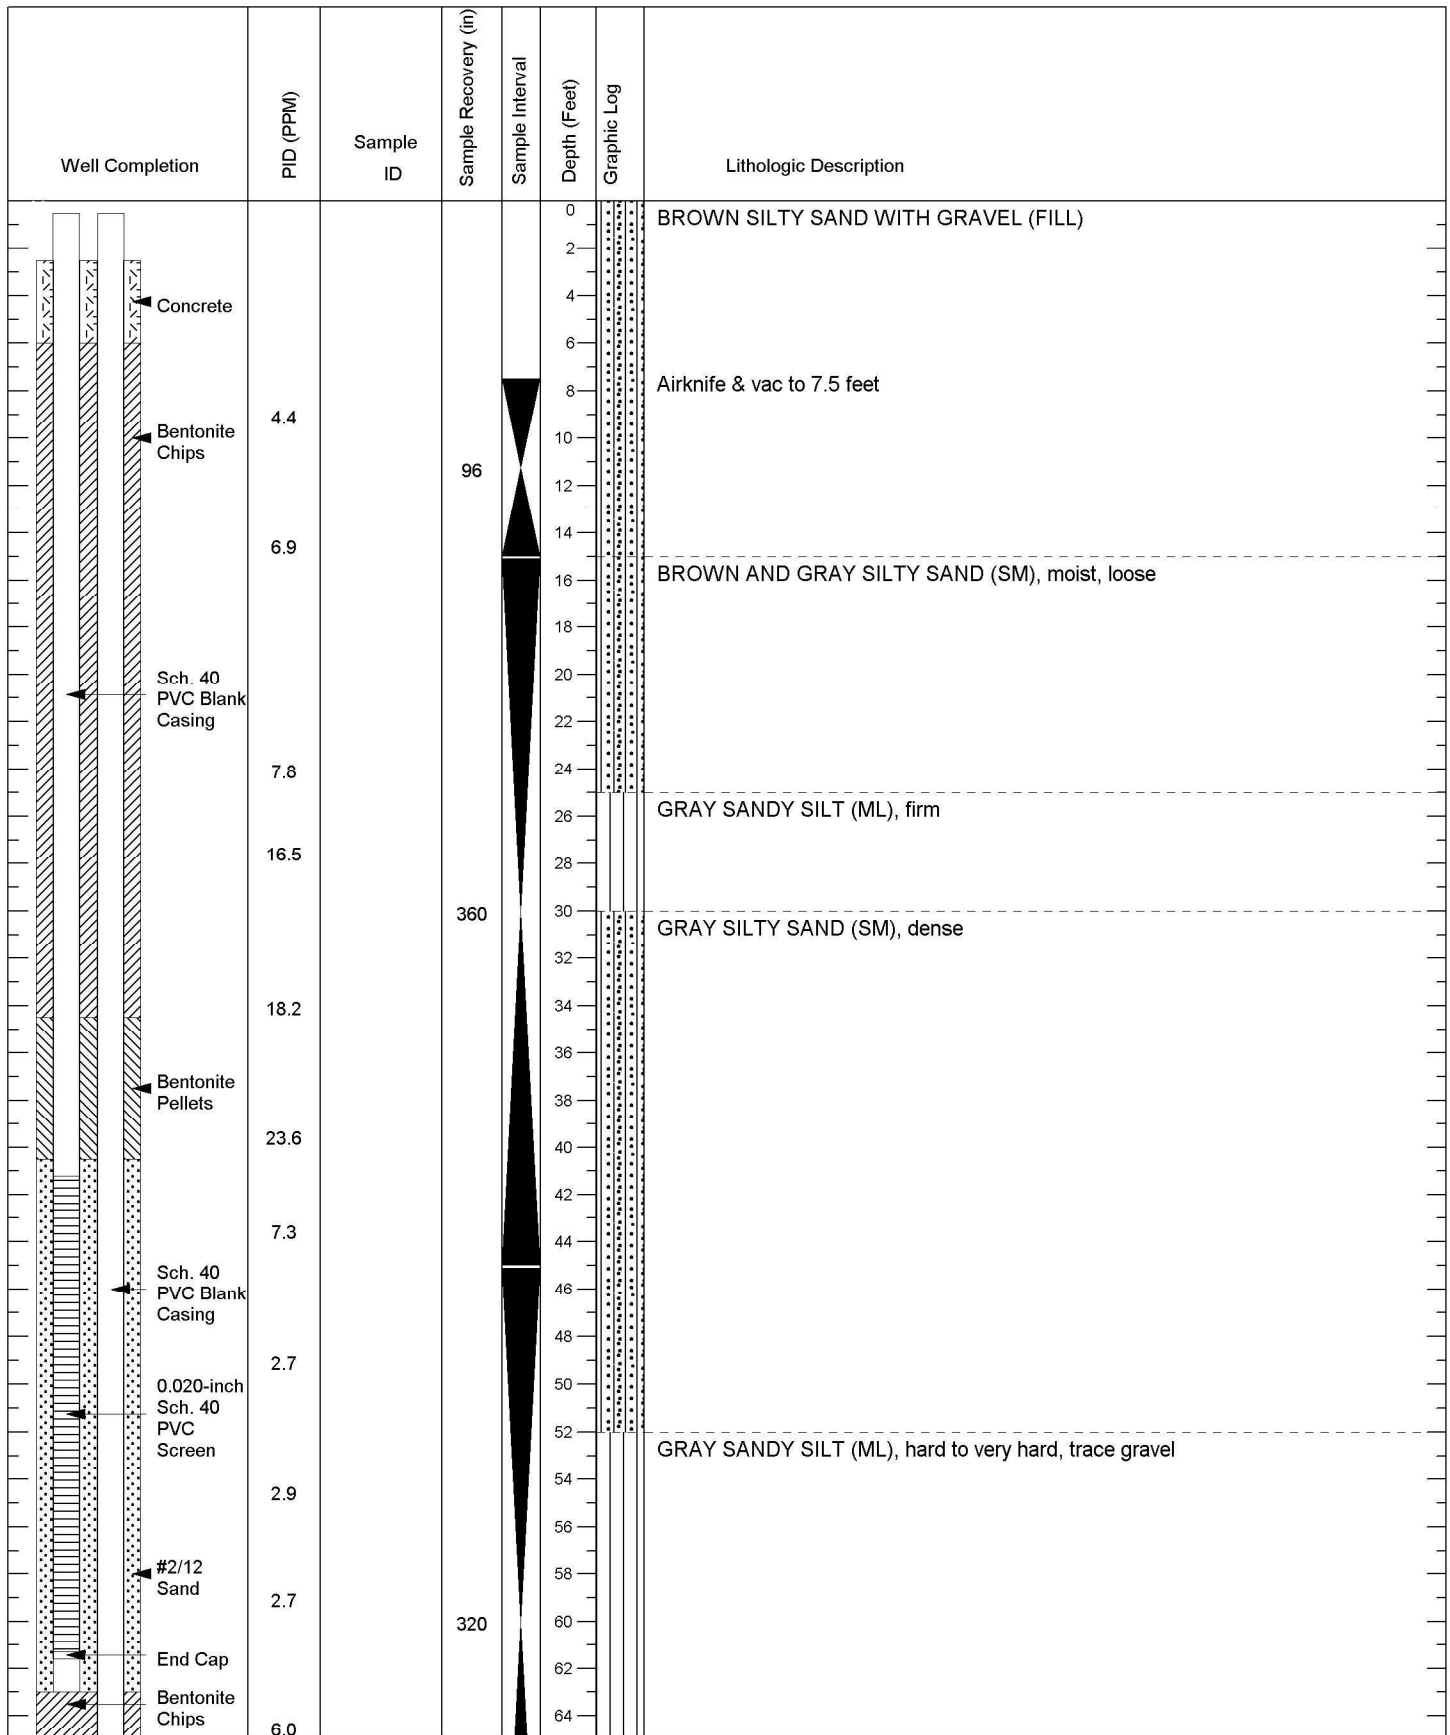 Well Completion
PID (PPM)
Sample
ID
Sample Recovery (in)
Sample Interval
Depth (Feet)
Graphic Log
Lithologic Description
0
BROWN SILTY SAND WITH GRAVEL (FILL)
2
4
Concrete
6
8
Airknife & vac to 7.5 feet
4.4
Bentonite
Chips
10
96
12
14
6.9
16
BROWN AND GRAY SILTY SAND (SM), moist, loose
18
20
Sch. 40
PVC Blank
Casing
22
24
7.8
26
GRAY SANDY SILT (ML), firm
28
16.5
30
360
GRAY SILTY SAND (SM), dense
32
34
18.2
36
Bentonite
Pellets
38
23.6
40
42
7.3
44
Sch. 40
PVC Blank
Casing
46
48
2.7
50
0.020-inch
Sch. 40
PVC
Screen
52
GRAY SANDY SILT (ML), hard to very hard, trace gravel
54
2.9
56
#2/12
Sand
58
2.7
60
320
End Cap
62
Bentonite
Chips
64
6.0